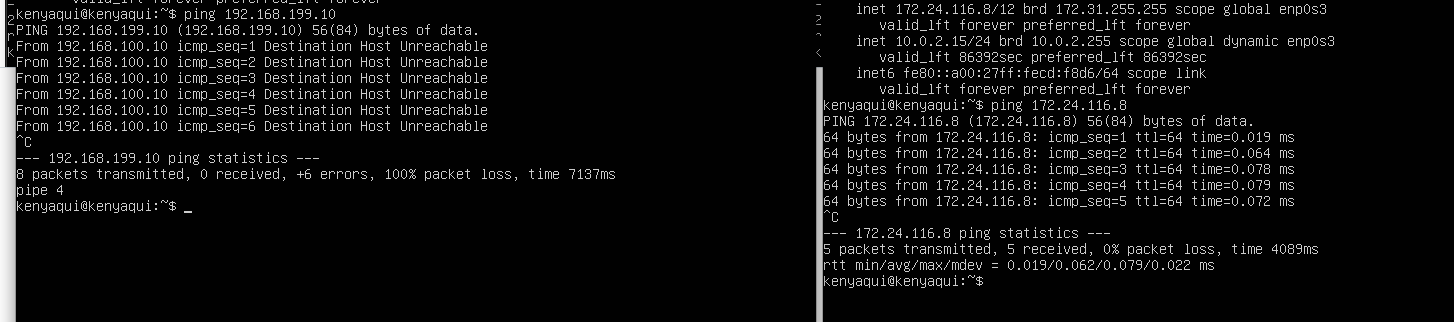 valid_lft forever preferred_lft forever
kenyaqui@kenyaqui:~$ ping 192.168.199.10
PING 192.168.199.10 (192.168.199.10) 56(84) bytes of data.
From 192.168.100.10 icmp_seq=1 Destination Host Unreachable
From 192.168.100.10 icmp_seq=2 Destination Host Unreachable
From 192.168.100.10 icmp_seq=3 Destination Host Unreachable
From 192.168.100.10 icmp_seq=4 Destination Host Unreachable
From 192.168.100.10 icmp_seq=5 Destination Host Unreachable
From 192.168.100.10 icmp_seq=6 Destination Host Unreachable
^C
--- 192.168.199.10 ping statistics ---
8 packets transmitted, 0 received, +6 errors, 100% packet loss, time 7137ms
pipe 4
kenyaqui@kenyaqui:~$ _
inet 172.24.116.8/12 brd 172.31.255.255 scope global enp0s3
valid_lft forever preferred_lft forever
inet 10.0.2.15/24 brd 10.0.2.255 scope global dynamic enp0s3
valid_lft 86392sec preferred_lft 86392sec
inet6 fe80::a00:27ff:fecd:f8d6/64 scope link
valid_lft forever preferred_lft forever
kenyaqui@kenyaqui:~$ ping 172.24.116.8
PING 172.24.116.8 (172.24.116.8) 56(84) bytes of data.
64 bytes from 172.24.116.8: icmp_seq=1 ttl=64 time=0.019 ms
64 bytes from 172.24.116.8: icmp_seq=2 ttl=64 time=0.064 ms
64 bytes from 172.24.116.8: icmp_seq=3 ttl=64 time=0.078 ms
64 bytes from 172.24.116.8: icmp_seq=4 ttl=64 time=0.079 ms
64 bytes from 172.24.116.8: icmp_seq=5 ttl=64 time=0.072 ms
^C
--- 172.24.116.8 ping statistics ---
5 packets transmitted, 5 received, 0% packet loss, time 4089ms
rtt min/avg/max/mdev = 0.019/0.062/0.079/0.022 ms
kenyaqui@kenyaqui:~$